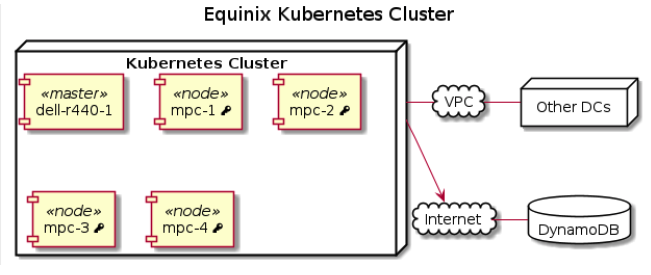 Equinix Kubernetes Cluster
Kubernetes Cluster
«master»
dell-r440-1
«node»
mpc-1
«node»
mpc-2
VPC
Other DCs
«node»
mpc-3
«node»
mpc-4
Internet
DynamoDB